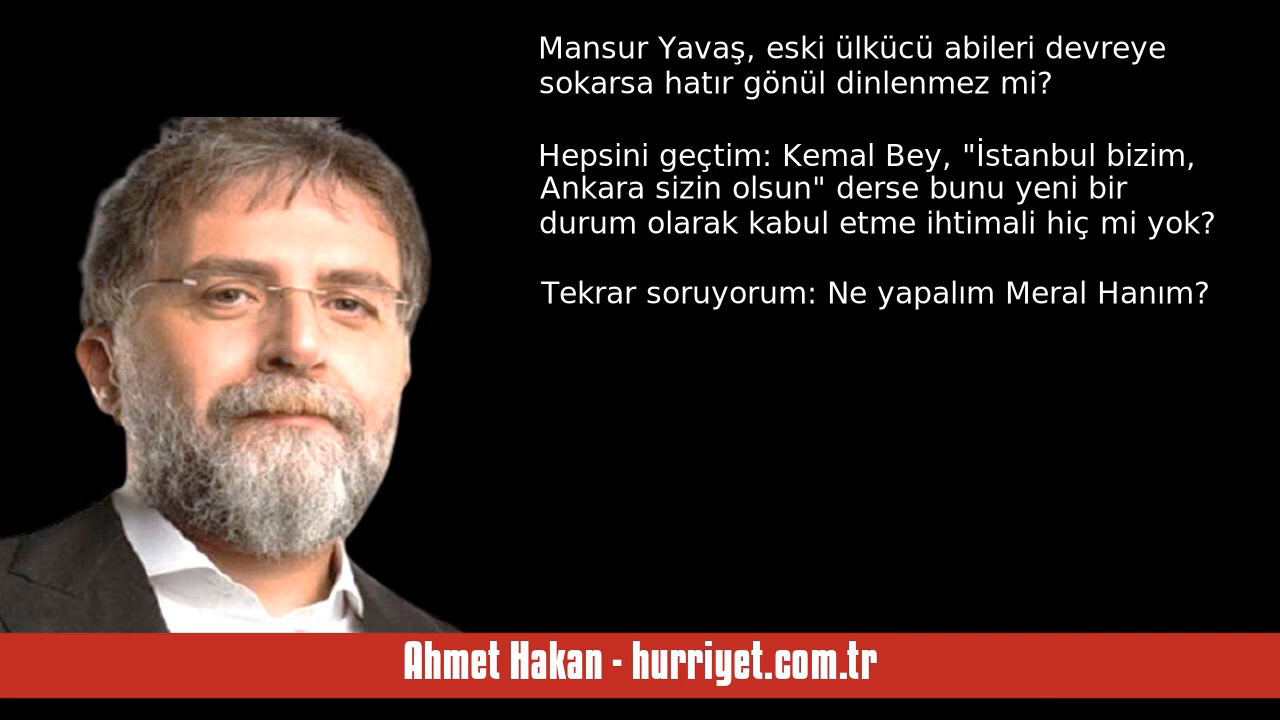 Mansur Yavaş, eski ülkücü abileri devreye
sokarsa hatır gönül dinlenmez mi?
Hepsini geçtim: Kemal Bey, "İstanbul bizim,
Ankara sizin olsun" derse bunu yeni bir
durum olarak kabul etme ihtimali hiç mi yok?
Tekrar soruyorum: Ne yapalım Meral Hanım?
Ahmet Hakan - hurriyet.com.tr